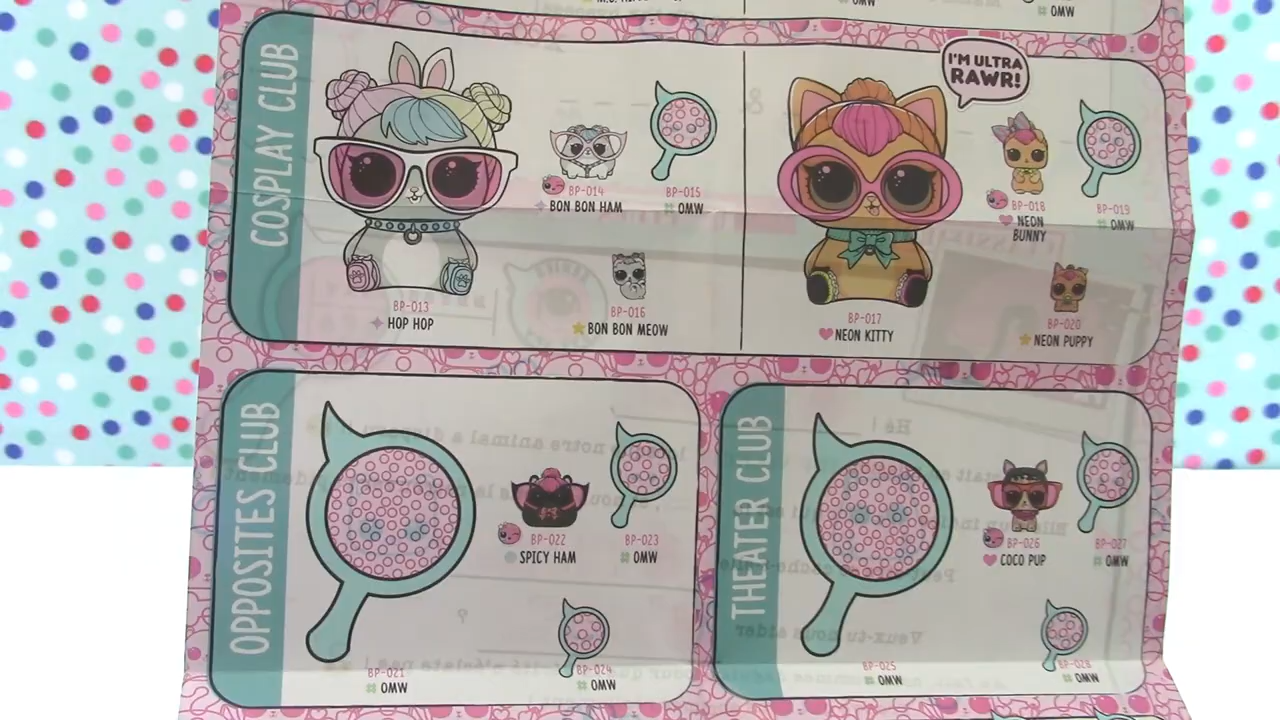 OMW
OMW
COSPLAY CLUB
BP-013
HOP HOP
BP-014
BON BON HAM
BP-015
OMW
BP-016
BON BON MEOW
I'M ULTRA
RAWR!
BP-017
NEON KITTY
BP-018
NEON
BUNNY
BP-019
OMW
BP-020
NEON PUPPY
OPPOSITES CLUB
BP-021
OMW
BP-022
SPICY HAM
BP-023
OMW
BP-024
OMW
THEATER CLUB
BP-025
OMW
BP-026
COCO PUP
BP-027
OMW
BP-028
OMW